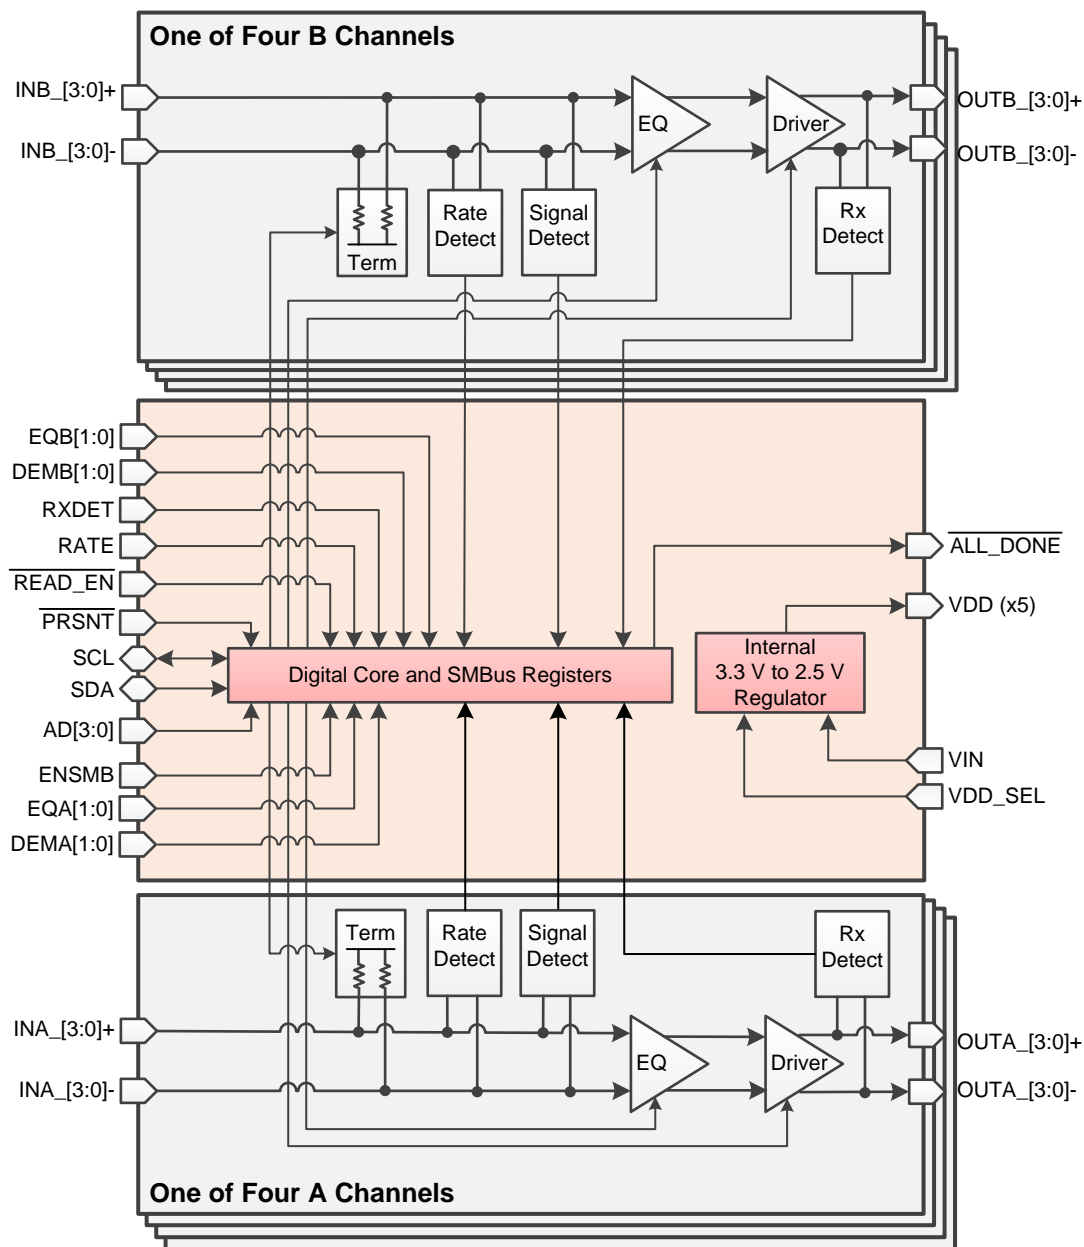 One of Four B Channels
INB_[3:0]+
OUTB_[3:0]+
INB_[3:0]-
OUTB_[3:0]-
EQ
Driver
Term
Rate
Detect
Signal
Detect
Rx
Detect
EQB[1:0]
DEMB[1:0]
RXDET
RATE
READ_EN
PRSNT
SCL
SDA
AD[3:0]
ENSMB
EQA[1:0]
DEMA[1:0]
Digital Core and SMBus Registers
ALL_DONE
VDD (x5)
Internal
3.3 V to 2.5 V
Regulator
VIN
VDD_SEL
Term
Rate
Detect
Signal
Detect
Rx
Detect
INA_[3:0]+
OUTA_[3:0]+
EQ
Driver
INA_[3:0]-
OUTA_[3:0]-
One of Four A Channels